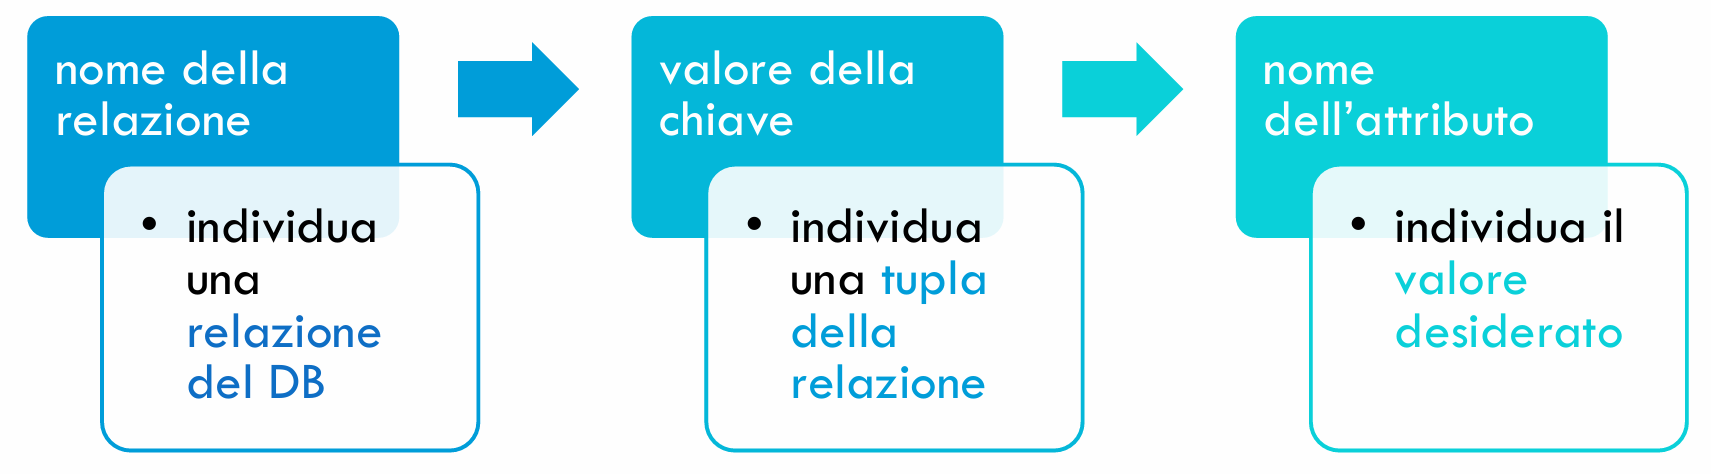 nome della
relazione
• individua
una
relazione
del DB
valore della
chiave
• individua
una tupla
della
relazione
nome
dell’attributo
• individua il
valore
desiderato